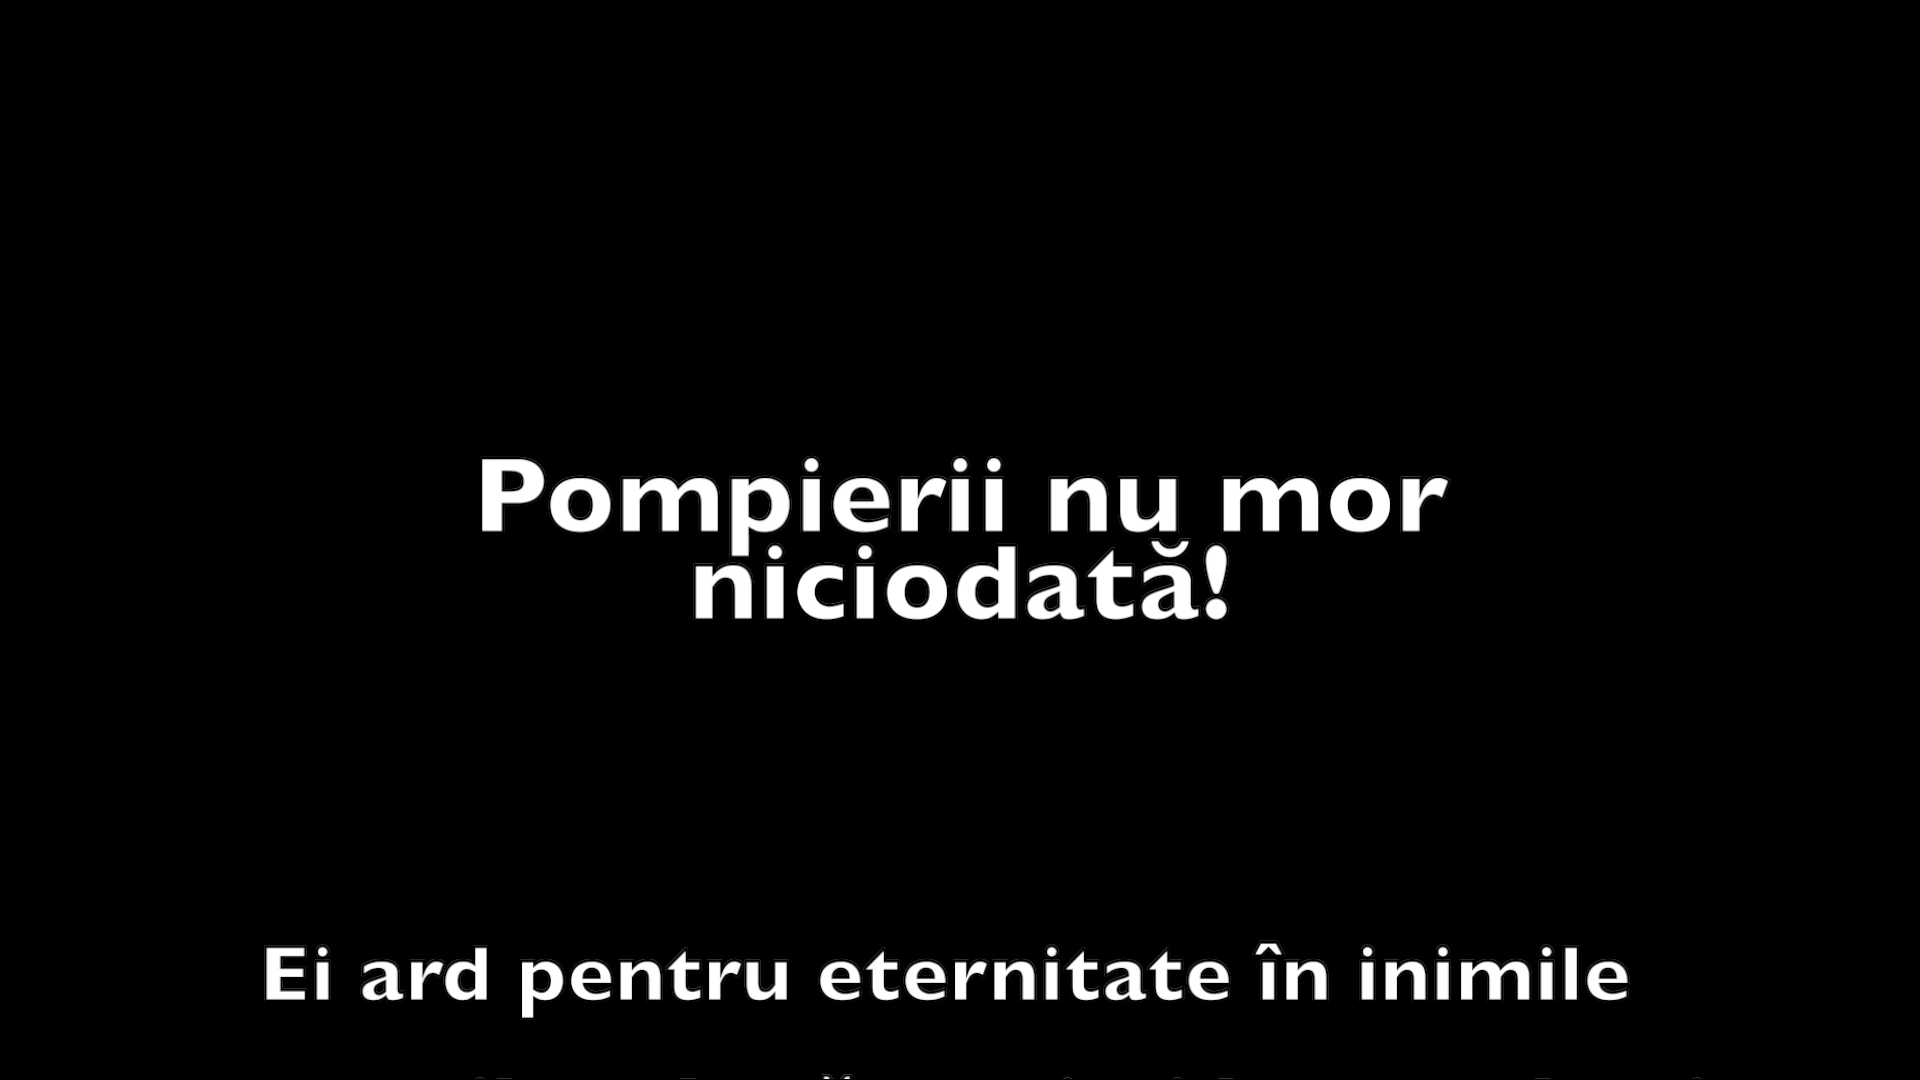 Pompierii nu mor
niciodată!
Ei ard pentru eternitate în inimile